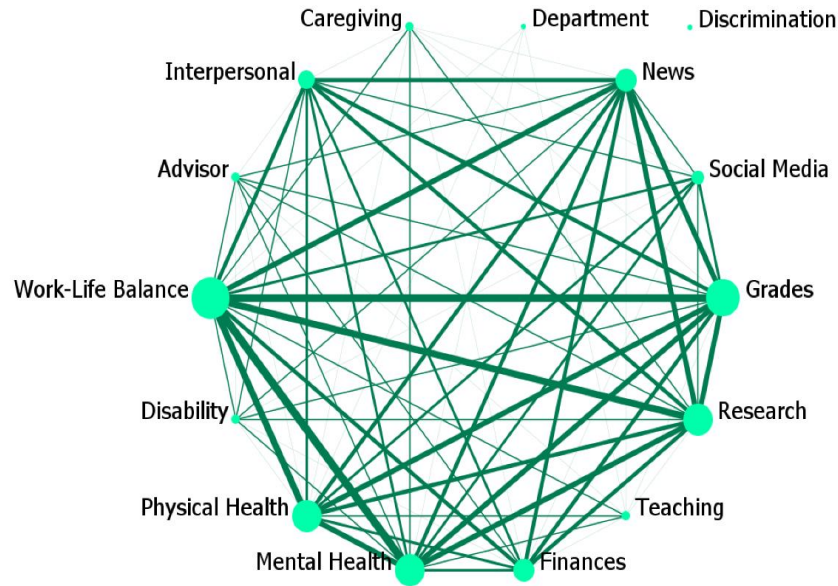 Caregiving
Department
Discrimination
Interpersonal
News
Advisor
Social Media
Work-Life Balance
Grades
Disability
Research
Physical Health
Teaching
Mental Health
Finances